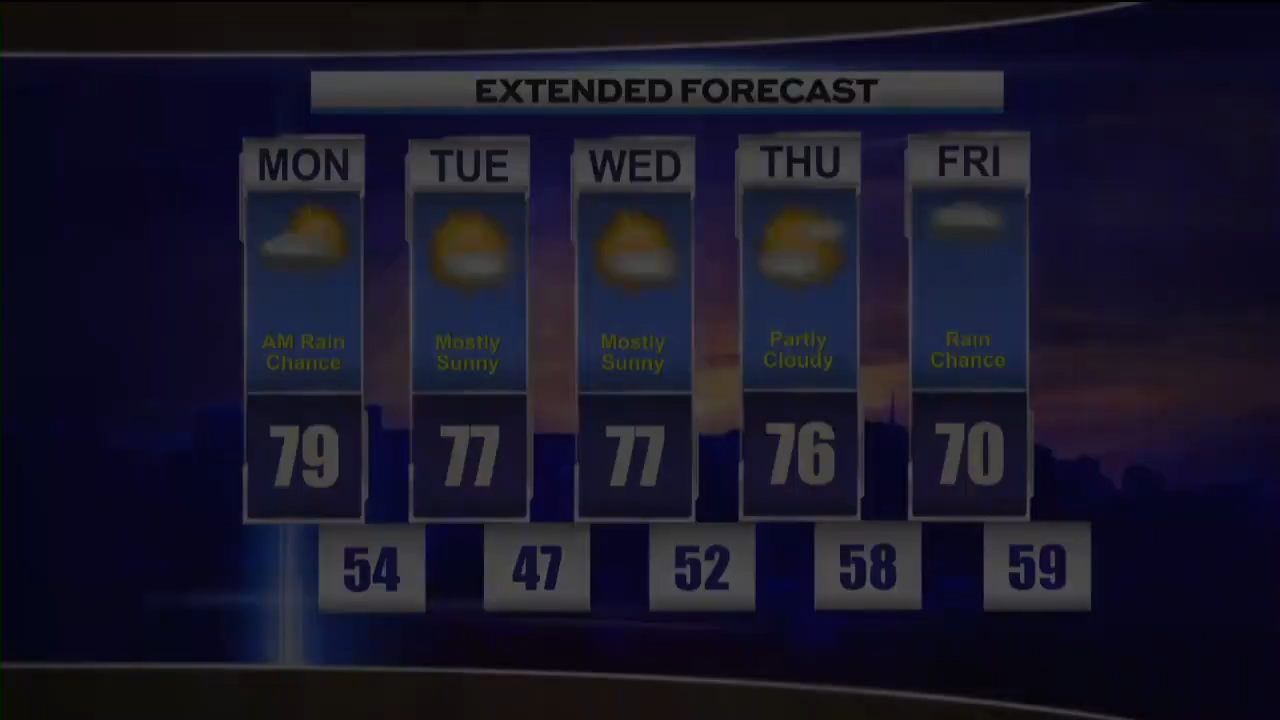 EXTENDED FORECAST
MON TUE WED THU FRI
AM Rain Mostly Mostly Partly Rain
Chance Sunny Sunny Cloudy Chance
79 77 77 76 70
54 47 52 58 59